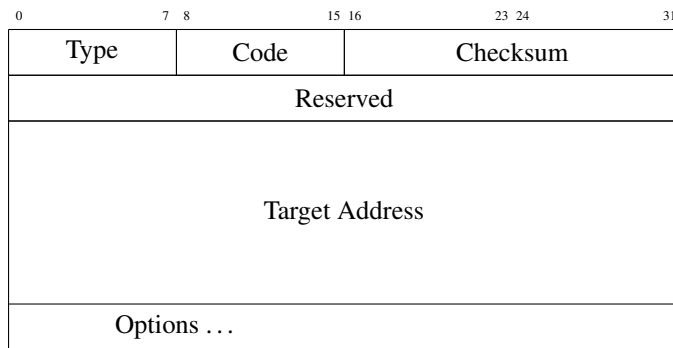 0 7 8 15 16 23 24 31
Type Code Checksum
Reserved
Target Address
Options …